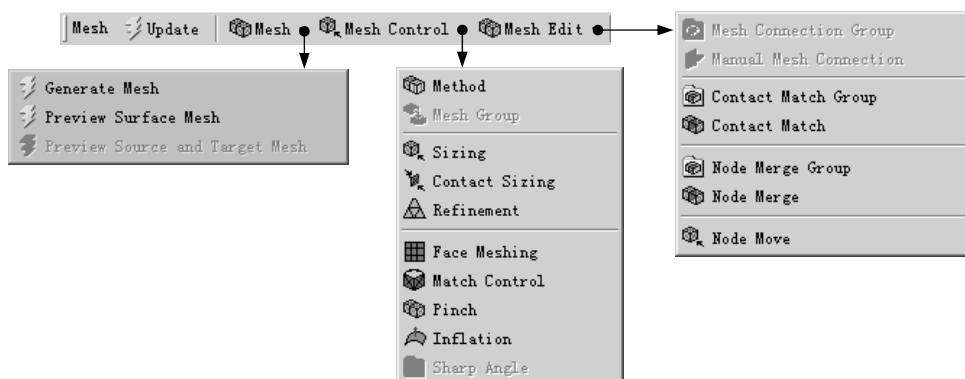 Mesh Update Mesh Mesh Control Mesh Edit
Generate Mesh
Preview Surface Mesh
Preview Source and Target Mesh
Method
Mesh Group
Sizing
Contact Sizing
Refinement
Face Meshing
Match Control
Pinch
Inflation
Sharp Angle
Mesh Connection Group
Manual Mesh Connection
Contact Match Group
Contact Match
Node Merge Group
Node Merge
Node Move